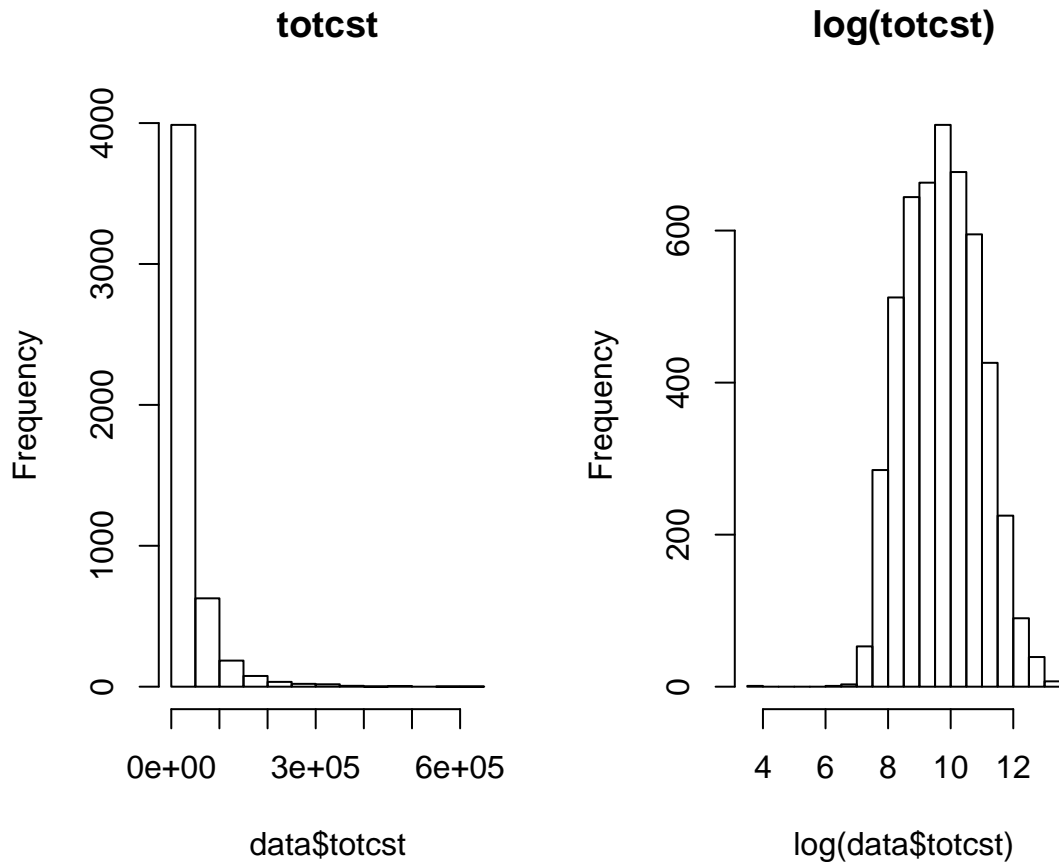 totcst
Frequency
0 1000 2000 3000 4000
0e+00 3e+05 6e+05
data$totcst
log(totcst)
Frequency
0 200 400 600
4 6 8 10 12
log(data$totcst)